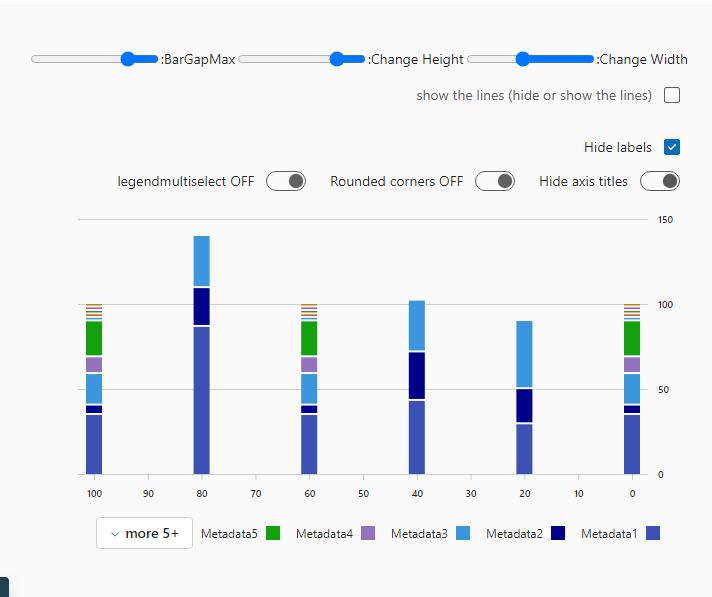 :BarGapMax :Change Height :Change Width
show the lines (hide or show the lines)
Hide labels
legendmultiselect OFF Rounded corners OFF Hide axis titles
150
100
50
0
100 90 80 70 60 50 40 30 20 10 0
more 5+ Metadata5 Metadata4 Metadata3 Metadata2 Metadata1